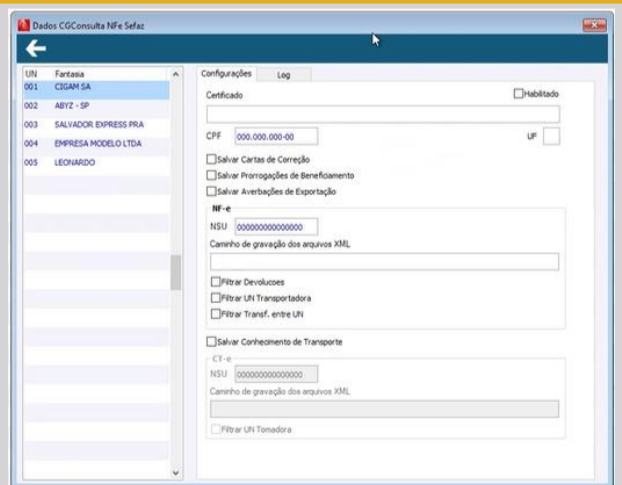 Dados CGConsulta NFe Sefaz
UN Fantasia
001 CIGAM SA
002 ABYZ - SP
003 SALVADOR EXPRESS PRA
004 EMPRESA MODELO LTDA
005 LEONARDO
Configurações Log
Certificado Habilitado
CPF 000.000.000-00 UF
Salvar Cartas de Correção
Salvar Prorrogações de Beneficiamento
Salvar Averbações de Exportação
NF-e
NSU 000000000000000
Caminho de gravação dos arquivos XML
Filtrar Devolucoes
Filtrar UN Transportadora
Filtrar Transf. entre UN
Salvar Conhecimento de Transporte
CT-e
NSU 000000000000000
Caminho de gravação dos arquivos XML
Filtrar UN Tomadora